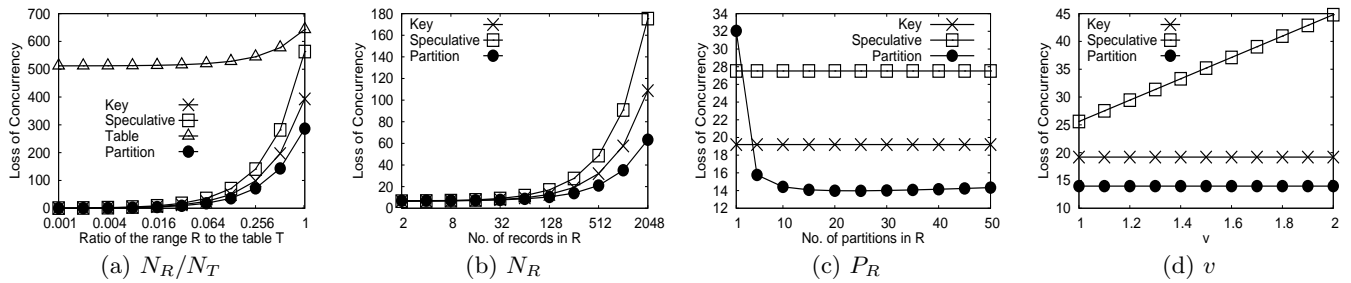 Loss of Concurrency
700
600
500
400
300
200
100
0
Key
Speculative
Table
Partition
0.001 0.004 0.016 0.064 0.256 1
Ratio of the range R to the table T
(a) N_R/N_T
Loss of Concurrency
180
160
140
120
100
80
60
40
20
0
Key
Speculative
Partition
2 8 32 128 512 2048
No. of records in R
(b) N_R
Loss of Concurrency
34
32
30
28
26
24
22
20
18
16
14
12
Key
Speculative
Partition
1 10 20 30 40 50
No. of partitions in R
(c) P_R
Loss of Concurrency
45
40
35
30
25
20
15
10
Key
Speculative
Partition
1 1.2 1.4 1.6 1.8 2
v
(d) v